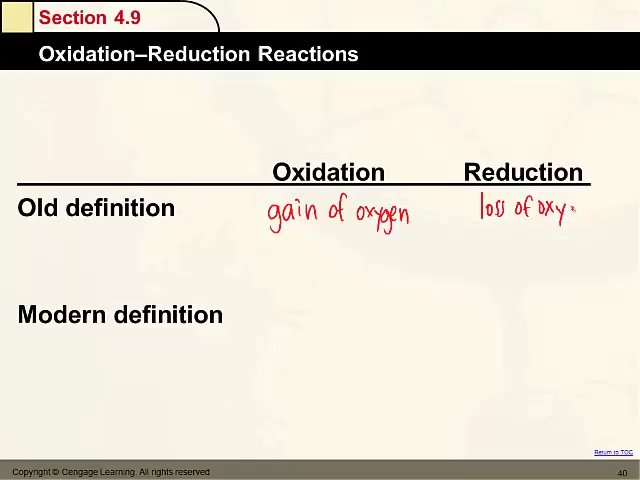 Section 4.9
Oxidation–Reduction Reactions
Oxidation Reduction
Old definition gain of oxygen loss of oxy
Modern definition
Return to TOC
Copyright © Cengage Learning. All rights reserved 40